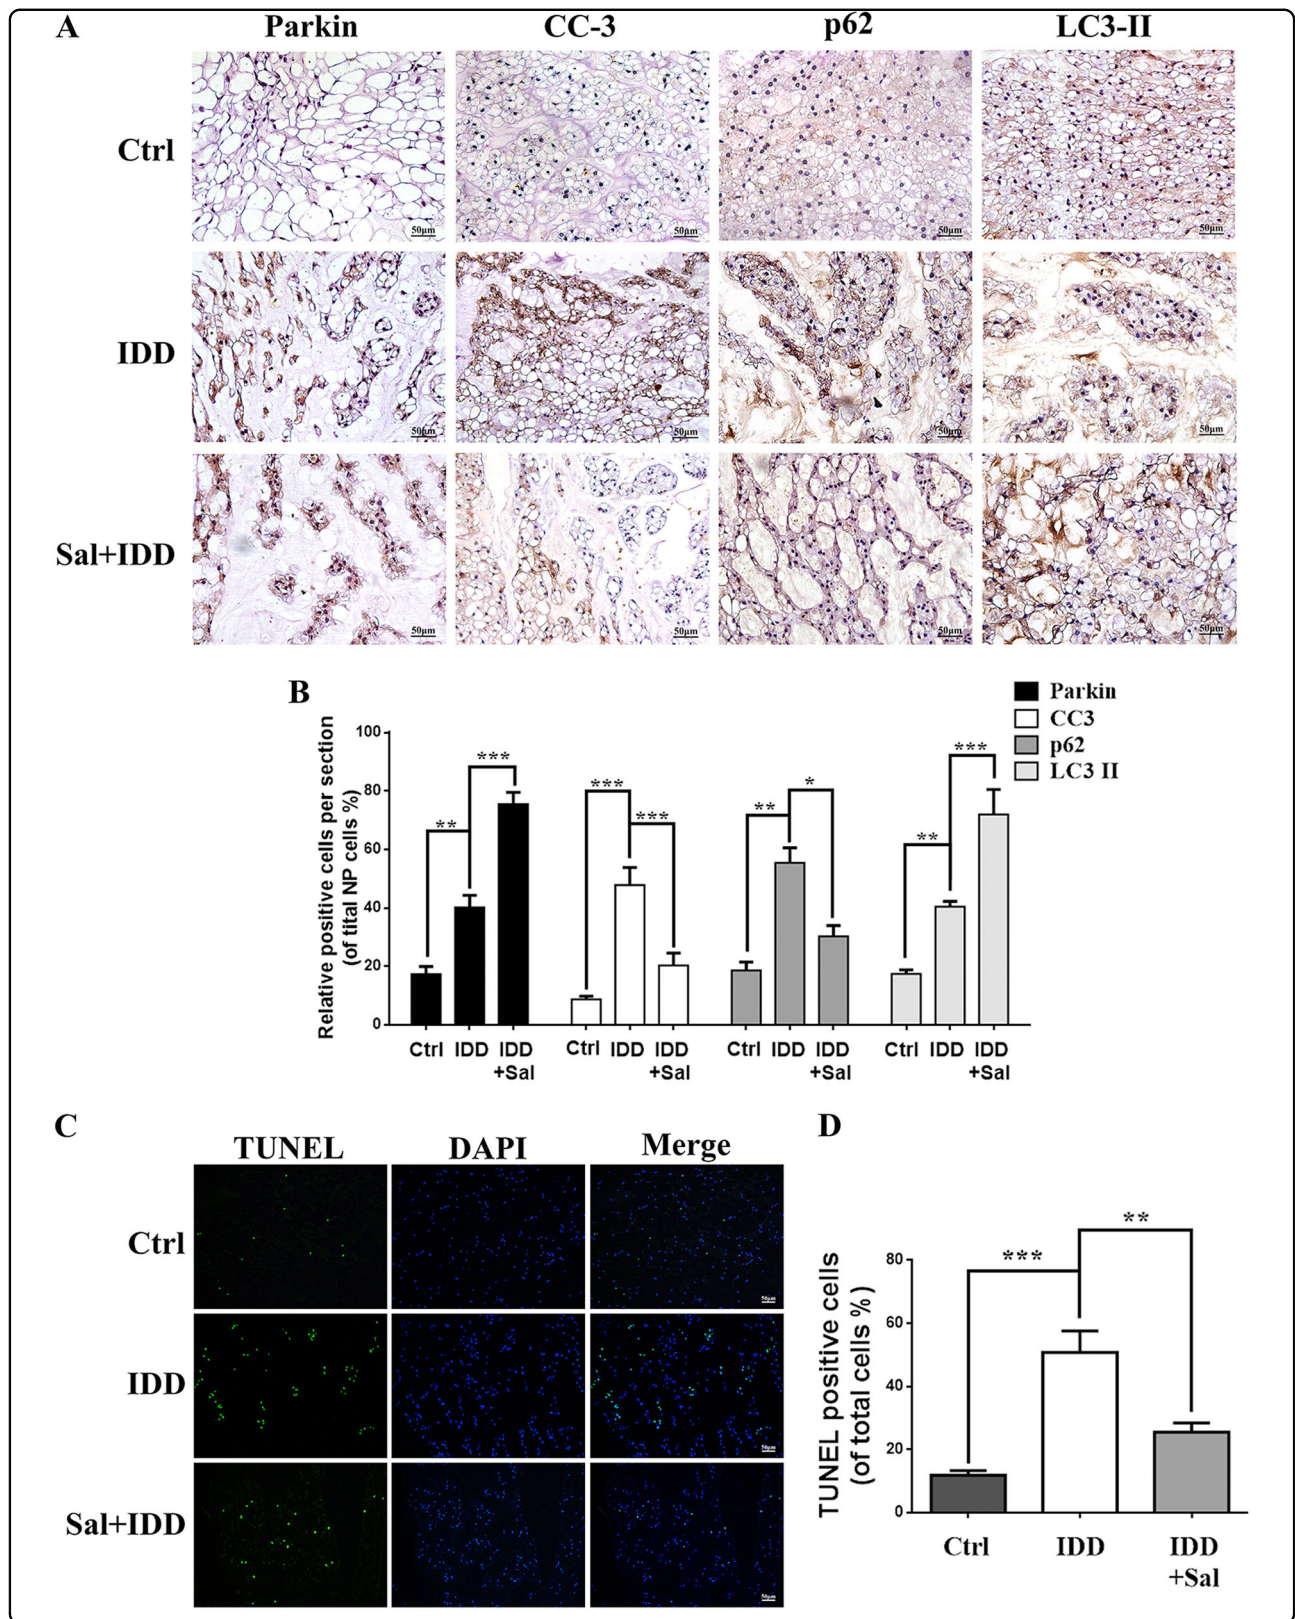 A
Parkin CC-3 p62 LC3-II
Ctrl
50μm 50μm 50μm 50μm
IDD
50μm 50μm 50μm 50μm
Sal+IDD
50μm 50μm 50μm 50μm
B
Parkin
CC3
p62
LC3 II
Relative positive cells per section
(of tital NP cells %)
100
80
60
40
20
0
** *** *** *** ** * ** ***
Ctrl IDD IDD +Sal Ctrl IDD IDD +Sal Ctrl IDD IDD +Sal Ctrl IDD IDD +Sal
C
TUNEL DAPI Merge
Ctrl
50μm
IDD
50μm
Sal+IDD
50μm
D
TUNEL positive cells
(of total cells %)
80
60
40
20
0
*** **
Ctrl IDD IDD
+Sal